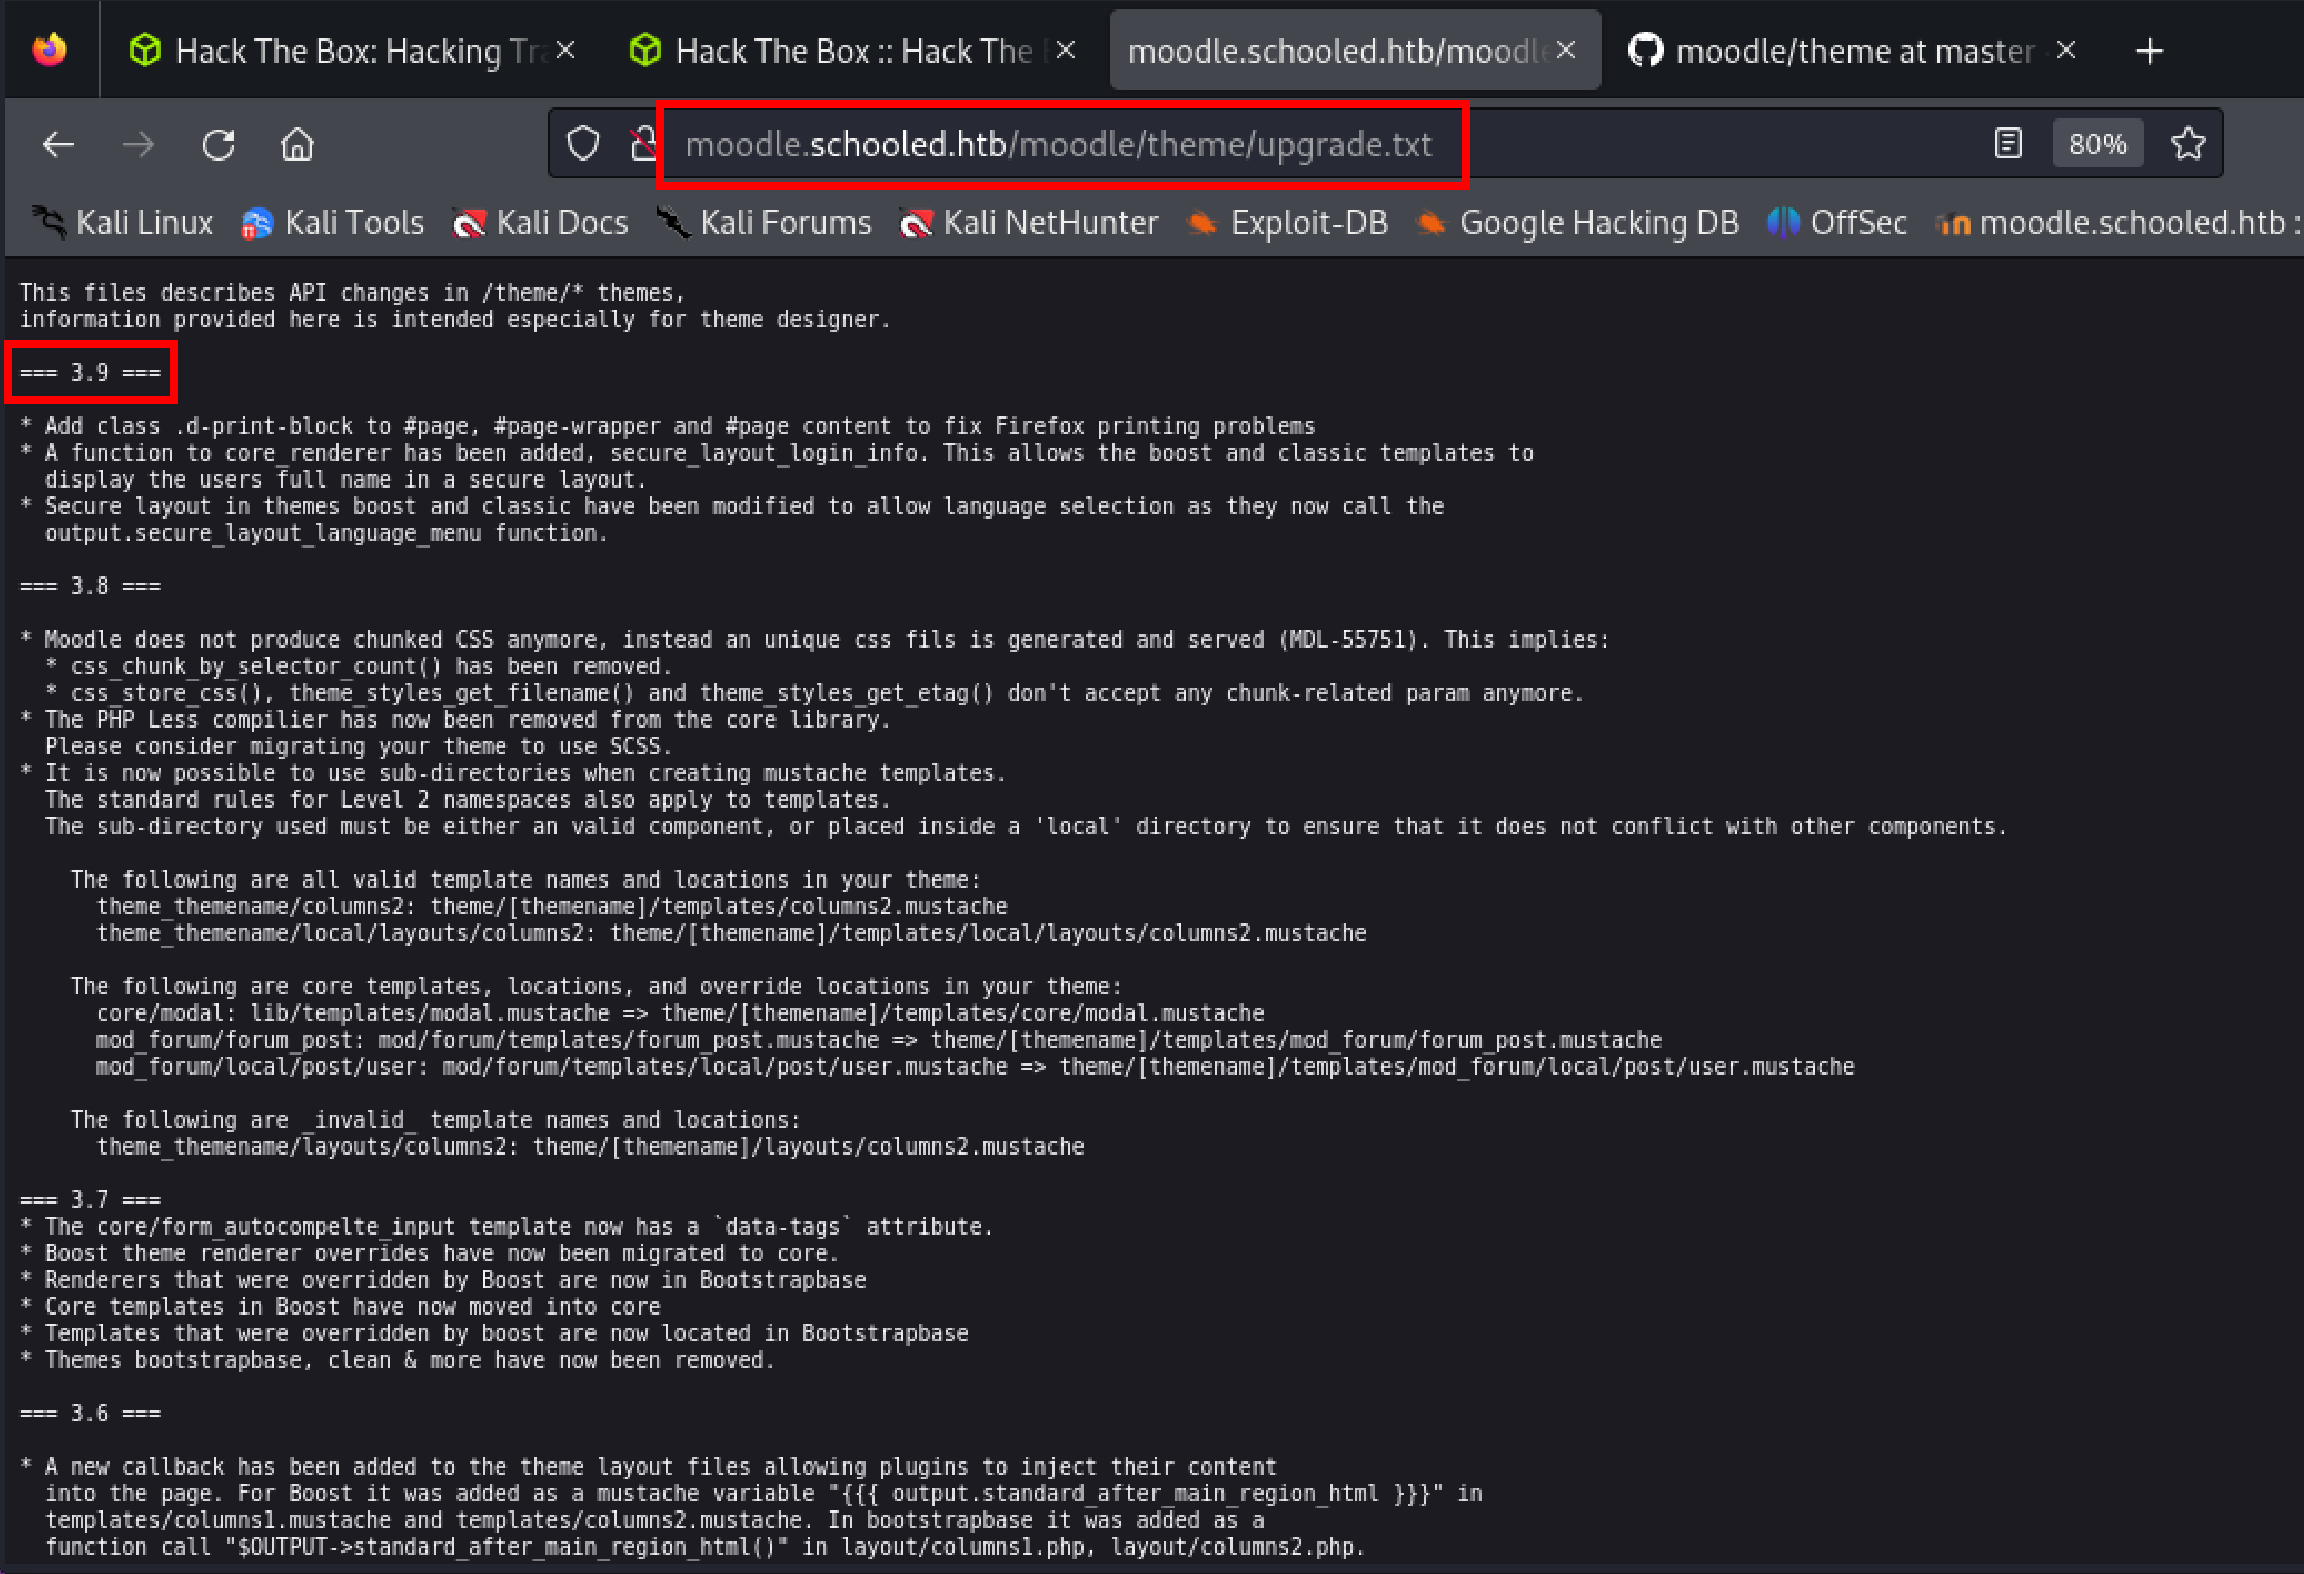 Hack The Box: Hacking Tra
Hack The Box :: Hack The
moodle.schooled.htb/moodle
moodle/theme at master
moodle.schooled.htb/moodle/theme/upgrade.txt
80%
Kali Linux
Kali Tools
Kali Docs
Kali Forums
Kali NetHunter
Exploit-DB
Google Hacking DB
OffSec
moodle.schooled.htb :
This files describes API changes in /theme/* themes,
information provided here is intended especially for theme designer.
=== 3.9 ===
* Add class .d-print-block to #page, #page-wrapper and #page content to fix Firefox printing problems
* A function to core_renderer has been added, secure_layout_login_info. This allows the boost and classic templates to
display the users full name in a secure layout.
* Secure layout in themes boost and classic have been modified to allow language selection as they now call the
output.secure_layout_language_menu function.
=== 3.8 ===
* Moodle does not produce chunked CSS anymore, instead an unique css fils is generated and served (MDL-55751). This implies:
* css_chunk_by_selector_count() has been removed.
* css_store_css(), theme_styles_get_filename() and theme_styles_get_etag() don't accept any chunk-related param anymore.
* The PHP Less compilier has now been removed from the core library.
Please consider migrating your theme to use SCSS.
* It is now possible to use sub-directories when creating mustache templates.
The standard rules for Level 2 namespaces also apply to templates.
The sub-directory used must be either an valid component, or placed inside a 'local' directory to ensure that it does not conflict with other components.
The following are all valid template names and locations in your theme:
theme_themename/columns2: theme/[themename]/templates/columns2.mustache
theme_themename/local/layouts/columns2: theme/[themename]/templates/local/layouts/columns2.mustache
The following are core templates, locations, and override locations in your theme:
core/modal: lib/templates/modal.mustache => theme/[themename]/templates/core/modal.mustache
mod_forum/forum_post: mod/forum/templates/forum_post.mustache => theme/[themename]/templates/mod_forum/forum_post.mustache
mod_forum/local/post/user: mod/forum/templates/local/post/user.mustache => theme/[themename]/templates/mod_forum/local/post/user.mustache
The following are _invalid_ template names and locations:
theme_themename/layouts/columns2: theme/[themename]/layouts/columns2.mustache
=== 3.7 ===
* The core/form_autocompelte_input template now has a `data-tags` attribute.
* Boost theme renderer overrides have now been migrated to core.
* Renderers that were overridden by Boost are now in Bootstrapbase
* Core templates in Boost have now moved into core
* Templates that were overridden by boost are now located in Bootstrapbase
* Themes bootstrapbase, clean & more have now been removed.
=== 3.6 ===
* A new callback has been added to the theme layout files allowing plugins to inject their content
into the page. For Boost it was added as a mustache variable "{{{ output.standard_after_main_region_html }}}" in
templates/columns1.mustache and templates/columns2.mustache. In bootstrapbase it was added as a
function call "$OUTPUT->standard_after_main_region_html()" in layout/columns1.php, layout/columns2.php.